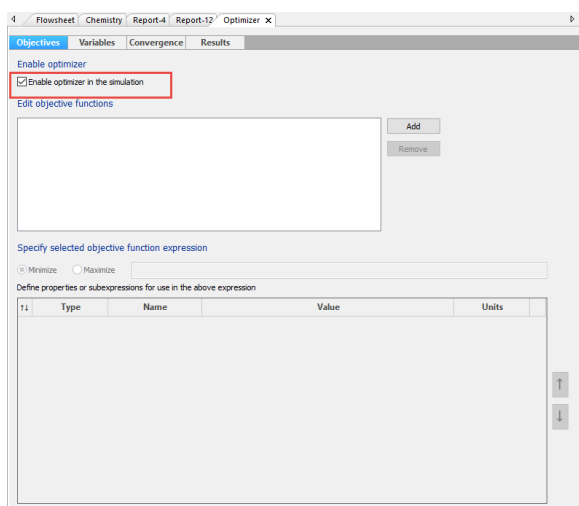 Flowsheet Chemistry Report-4 Report-12 Optimizer
Objectives Variables Convergence Results
Enable optimizer
Enable optimizer in the simulation
Edit objective functions
Add
Remove
Specify selected objective function expression
Minimize Maximize
Define properties or subexpressions for use in the above expression
↑↓ Type Name Value Units